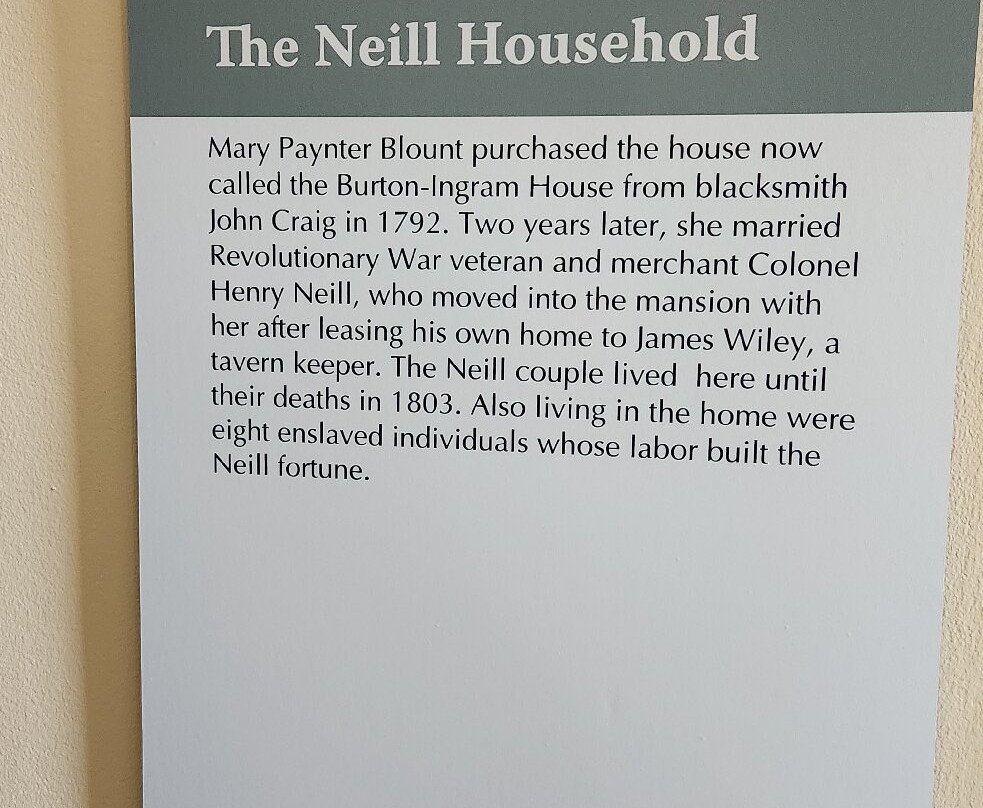 The Neill Household
Mary Paynter Blount purchased the house now
called the Burton-Ingram House from blacksmith
John Craig in 1792. Two years later, she married
Revolutionary War veteran and merchant Colonel
Henry Neill, who moved into the mansion with
her after leasing his own home to James Wiley, a
tavern keeper. The Neill couple lived  here until
their deaths in 1803. Also living in the home were
eight enslaved individuals whose labor built the
Neill fortune.